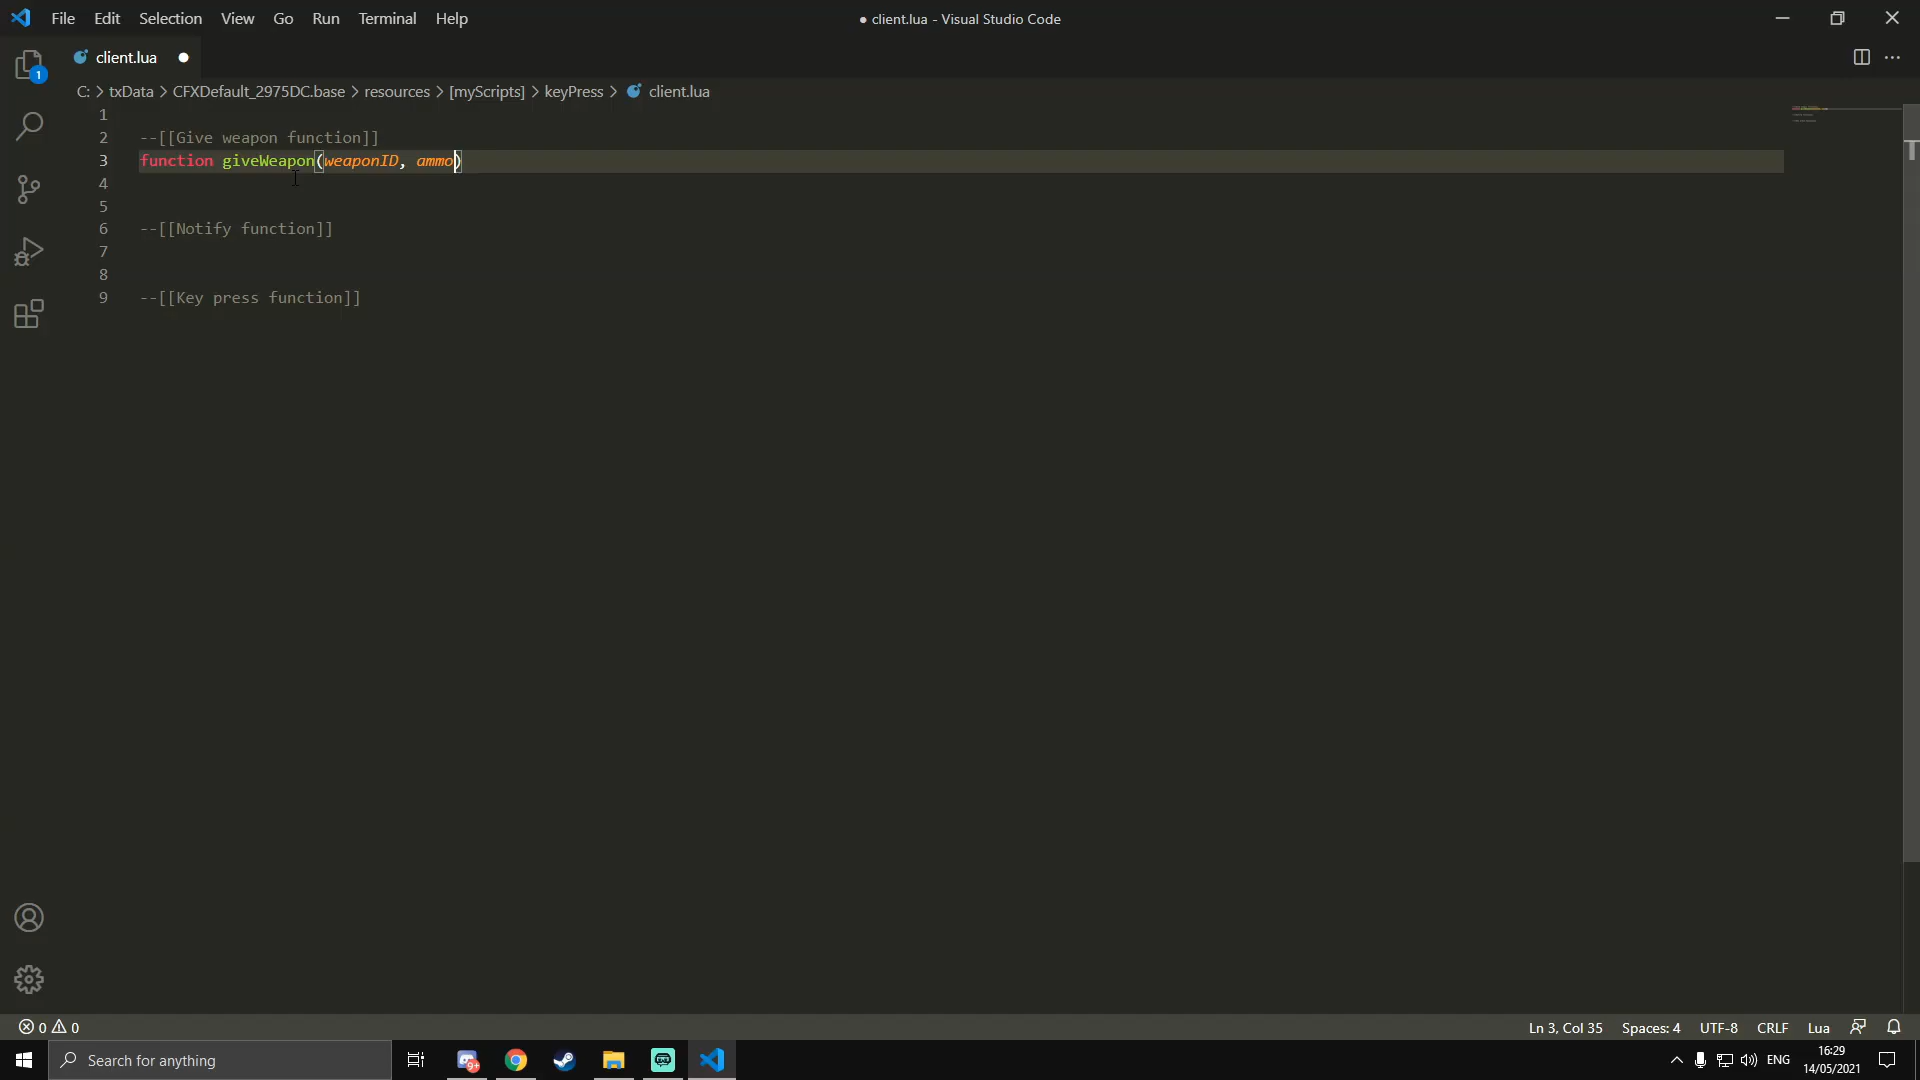 File Edit Selection View Go Run Terminal Help
● client.lua - Visual Studio Code
client.lua ●
1
C: > txData > CFXDefault_2975DC.base > resources > [myScripts] > keyPress > client.lua
1
2 --[[Give weapon function]]
3 function giveWeapon(weaponID, ammo)
4
5
6 --[[Notify function]]
7
8
9 --[[Key press function]]
0 0
Ln 3, Col 35 Spaces: 4 UTF-8 CRLF Lua
Search for anything
9+
ENG
16:29
14/05/2021